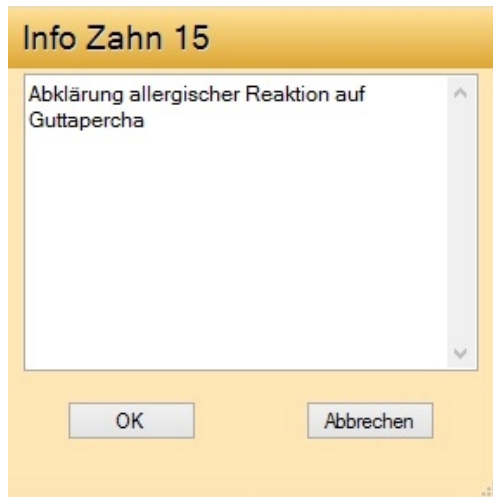 Info Zahn 15
Abklärung allergischer Reaktion auf
Guttapercha
OK
Abbrechen